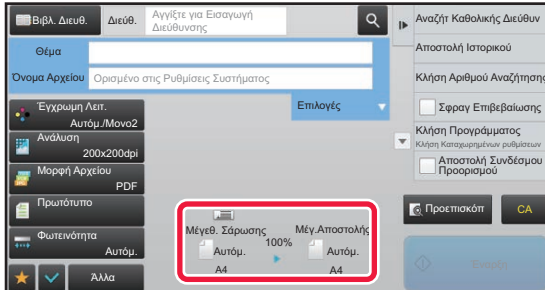 Βιβλ. Διευθ.
Διεύθ.
Αγγίξτε για Εισαγωγή
Διεύθυνσης
Θέμα
Όνομα Αρχείου
Ορισμένο στις Ρυθμίσεις Συστήματος
Επιλογές
Έγχρωμη Λειτ.
Αυτόμ./Μονο2
Ανάλυση
200x200dpi
Μορφή Αρχείου
PDF
Πρωτότυπο
Φωτεινότητα
Αυτόμ.
Άλλα
Μέγεθ. Σάρωσης
100%
Μέγ.Αποστολής
Αυτόμ.
A4
Αυτόμ.
A4
Αναζήτ Καθολικής Διεύθυν
Αποστολή Ιστορικού
Κλήση Αριθμού Αναζήτησης
Σφραγ Επιβεβαίωσης
Κλήση Προγράμματος
Κλήση Καταχωρημένων ρυθμίσεων
Αποστολή Συνδέσμου
Προορισμού
Προεπισκόπ
CA
Έναρξη